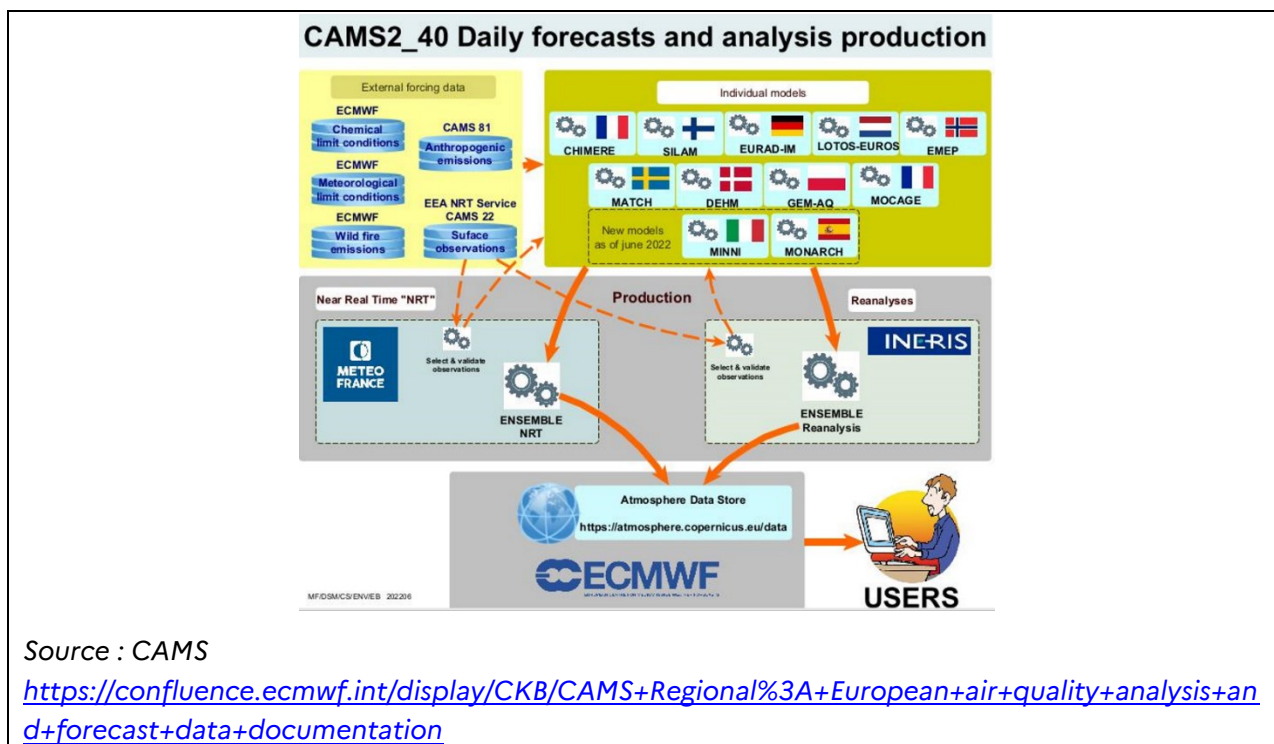 CAMS2_40 Daily forecasts and analysis production
External forcing data
ECMWF
Chemical
limit conditions
ECMWF
Meteorological
limit conditions
ECMWF
Wild fire
emissions
CAMS 81
Anthropogenic
emissions
EEA NRT Service
CAMS 22
Suface
observations
Individual models
CHIMERE
SILAM
EURAD-IM
LOTOS-EUROS
EMEP
MATCH
DEHM
GEM-AQ
MOCAGE
New models
as of june 2022
MINNI
MONARCH
Production
Near Real Time "NRT"
METEO
FRANCE
Select & validate
observations
ENSEMBLE
NRT
Reanalyses
INERIS
Select & validate
observations
ENSEMBLE
Reanalysis
Atmosphere Data Store
https://atmosphere.copernicus.eu/data
ECMWF
USERS
MF/DSM/CS/ENV/EB 202206
Source : CAMS
https://confluence.ecmwf.int/display/CKB/CAMS+Regional%3A+European+air+quality+analysis+an
d+forecast+data+documentation